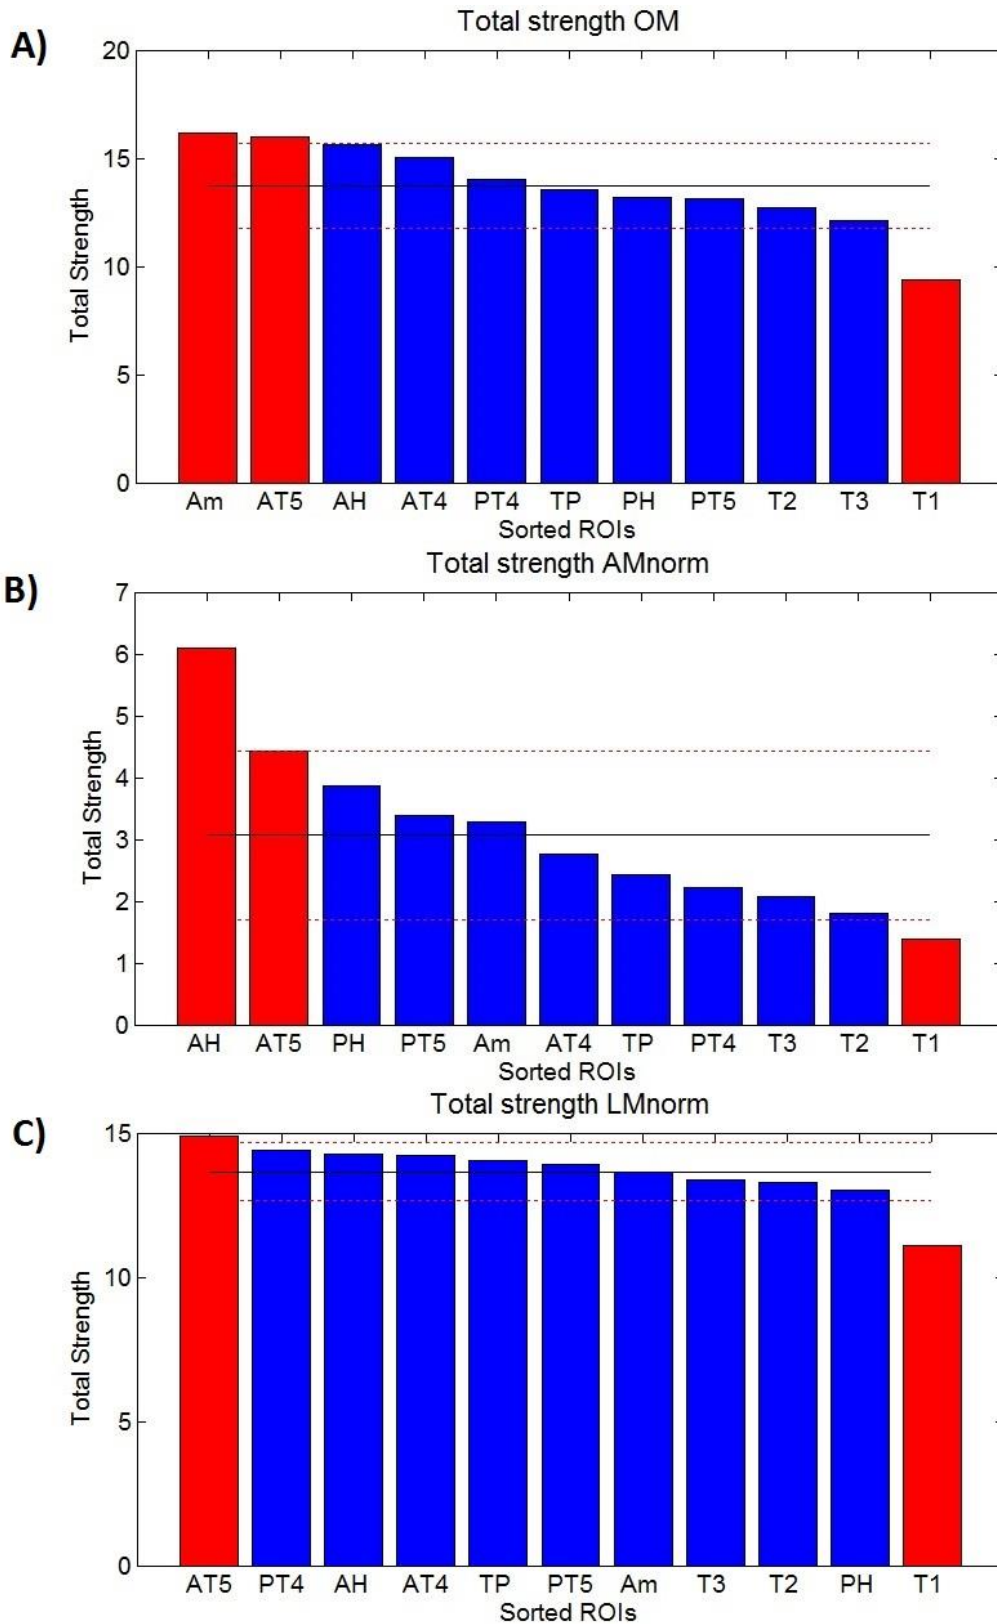 A)
Total strength OM
20
15
10
5
0
Total Strength
Am AT5 AH AT4 PT4 TP PH PT5 T2 T3 T1
Sorted ROIs
B)
Total strength AMnorm
7
6
5
4
3
2
1
0
Total Strength
AH AT5 PH PT5 Am AT4 TP PT4 T3 T2 T1
Sorted ROIs
C)
Total strength LMnorm
15
10
5
0
Total Strength
AT5 PT4 AH AT4 TP PT5 Am T3 T2 PH T1
Sorted ROIs